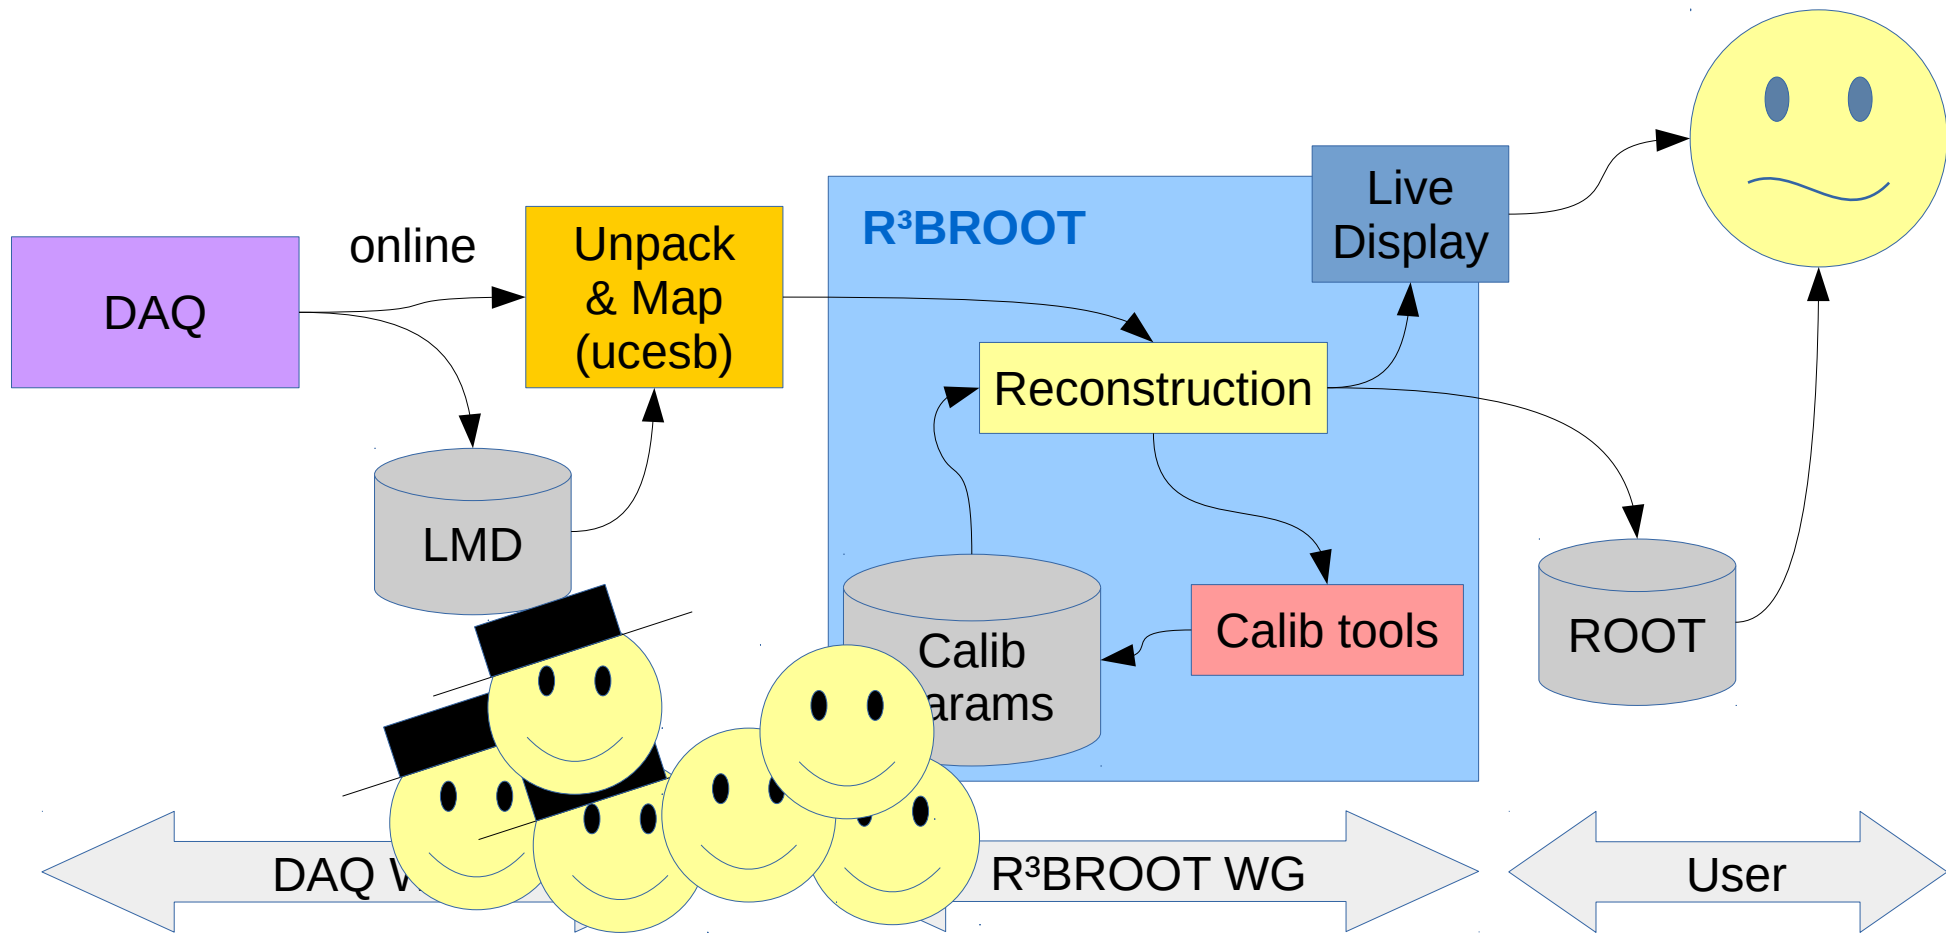 DAQ
online
Unpack
& Map
(ucesb)
R³BROOT
Live
Display
Reconstruction
LMD
Calib
arams
Calib tools
ROOT
DAQ
R³BROOT WG
User